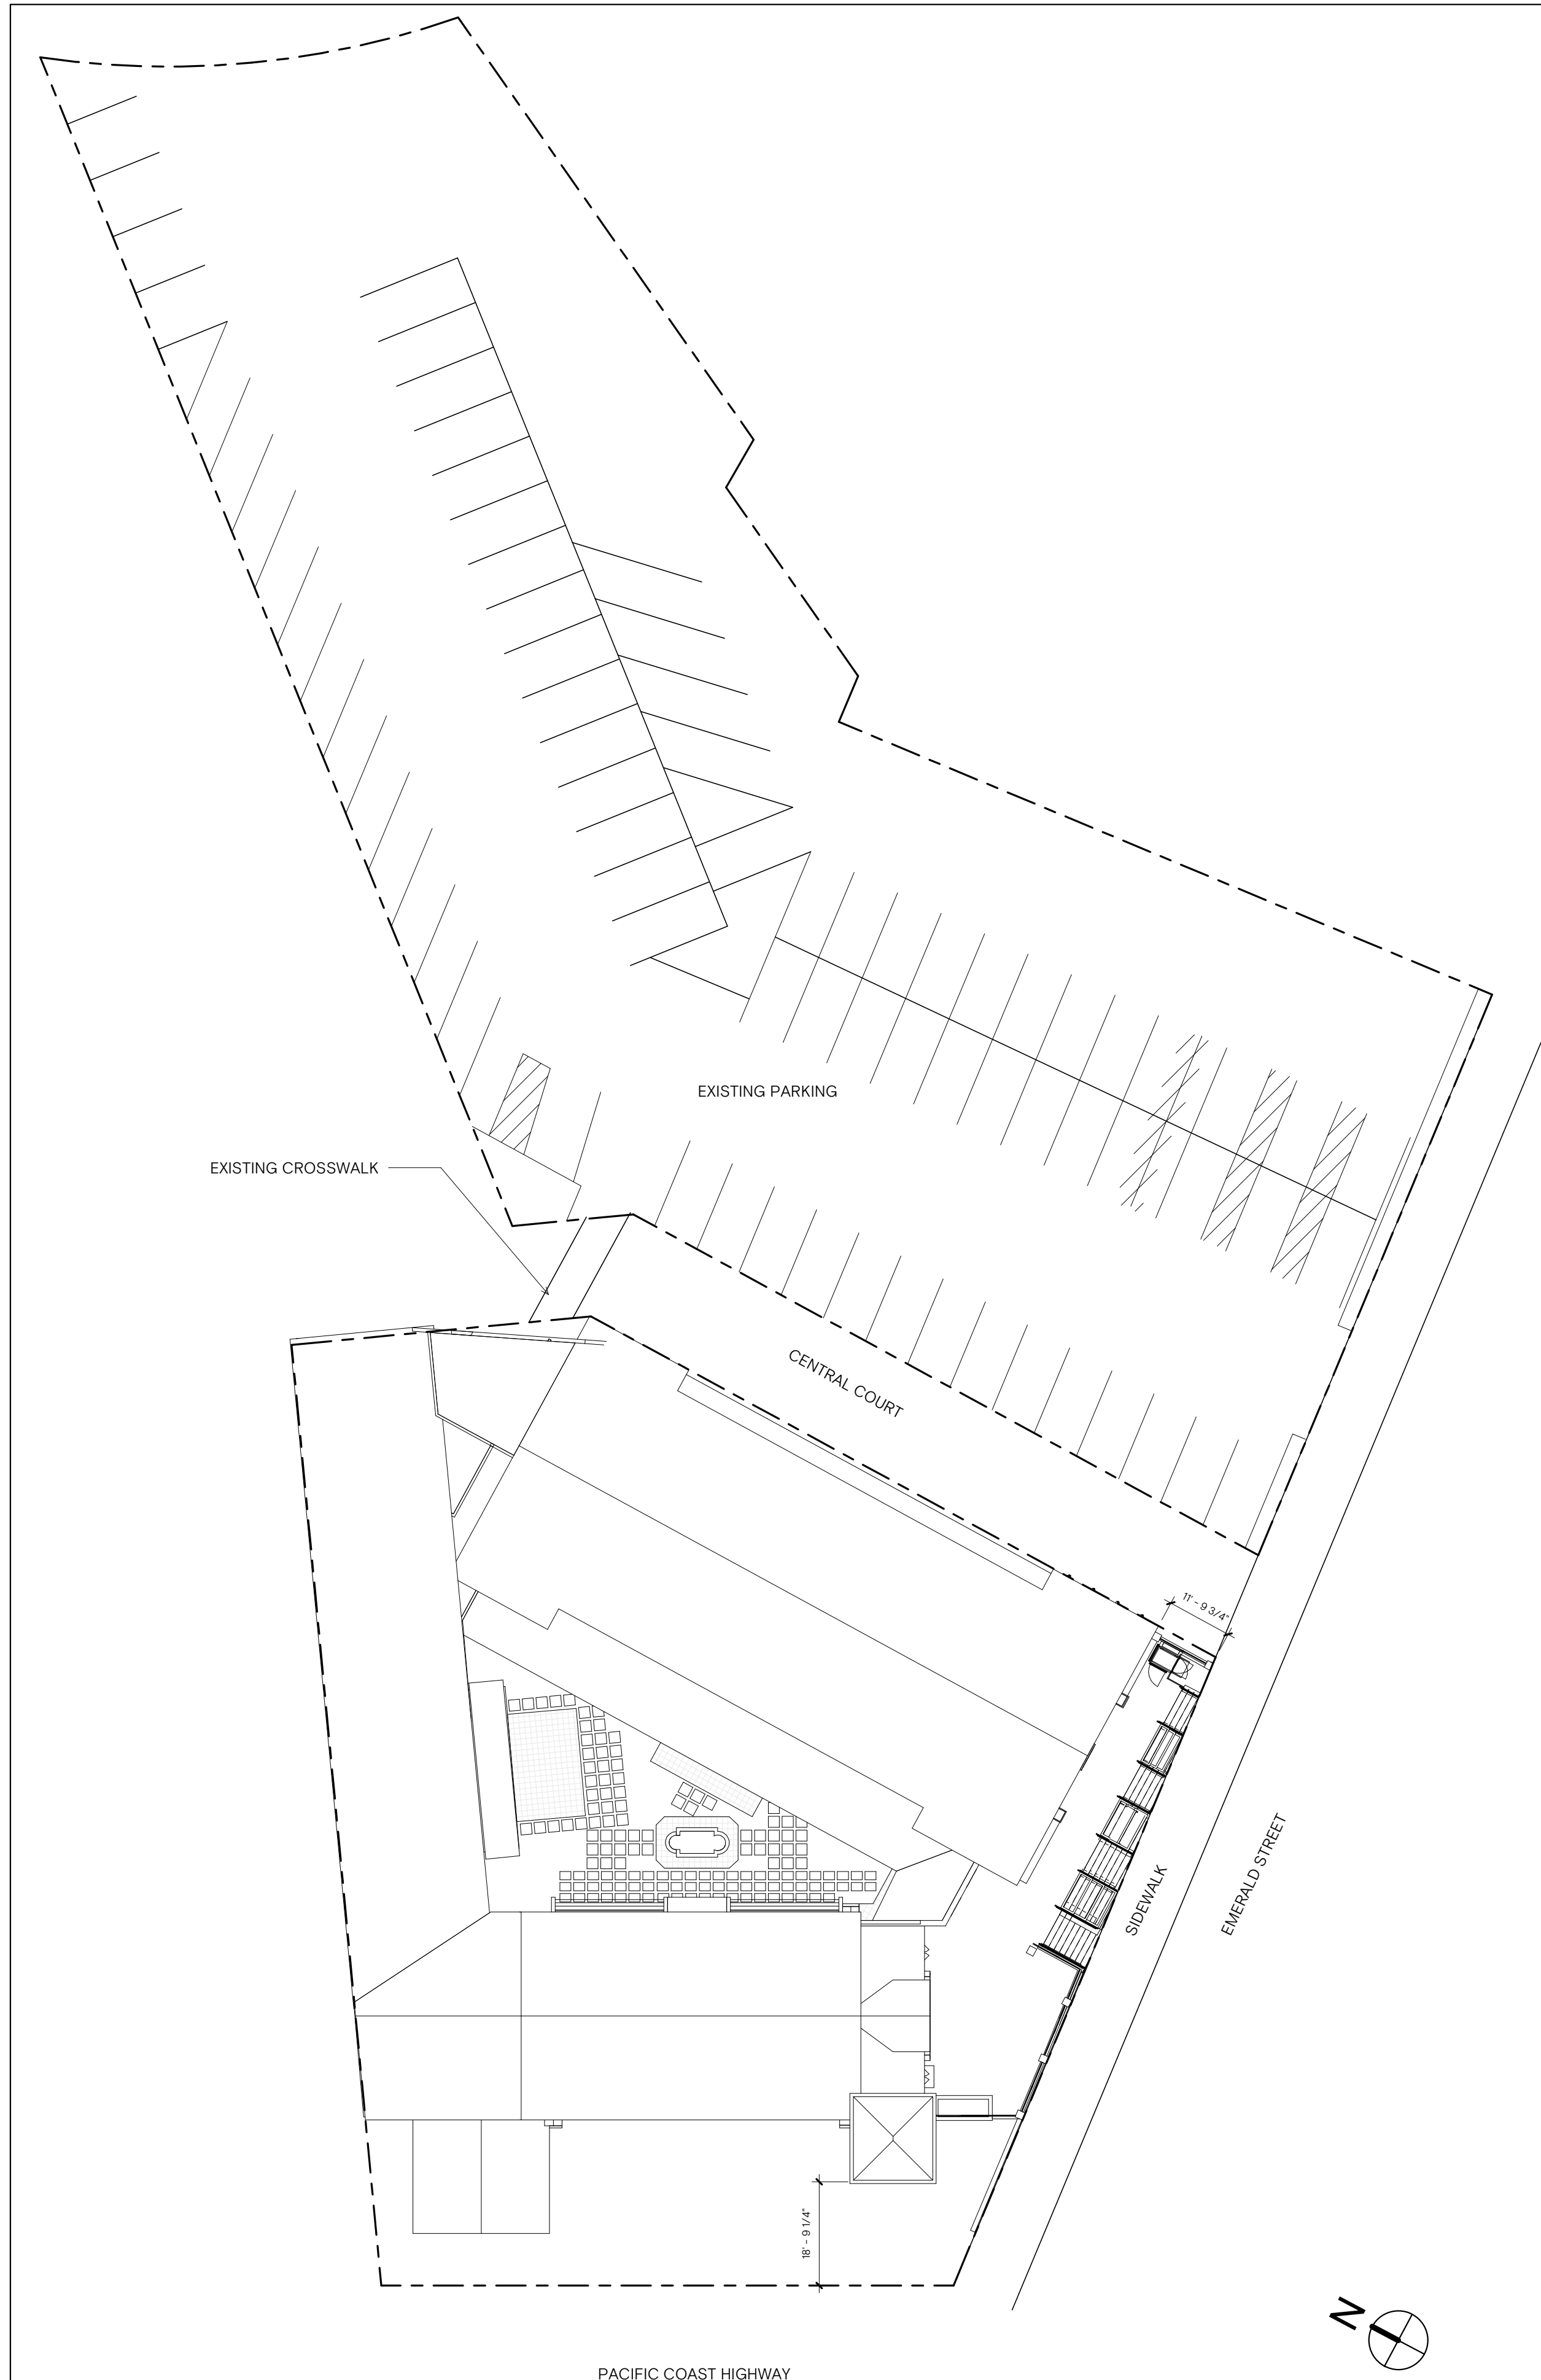 EXISTING PARKING
EXISTING CROSSWALK
CENTRAL COURT
11' - 9 3/4"
SIDEWALK
EMERALD STREET
18' - 9 1/4"
N
PACIFIC COAST HIGHWAY